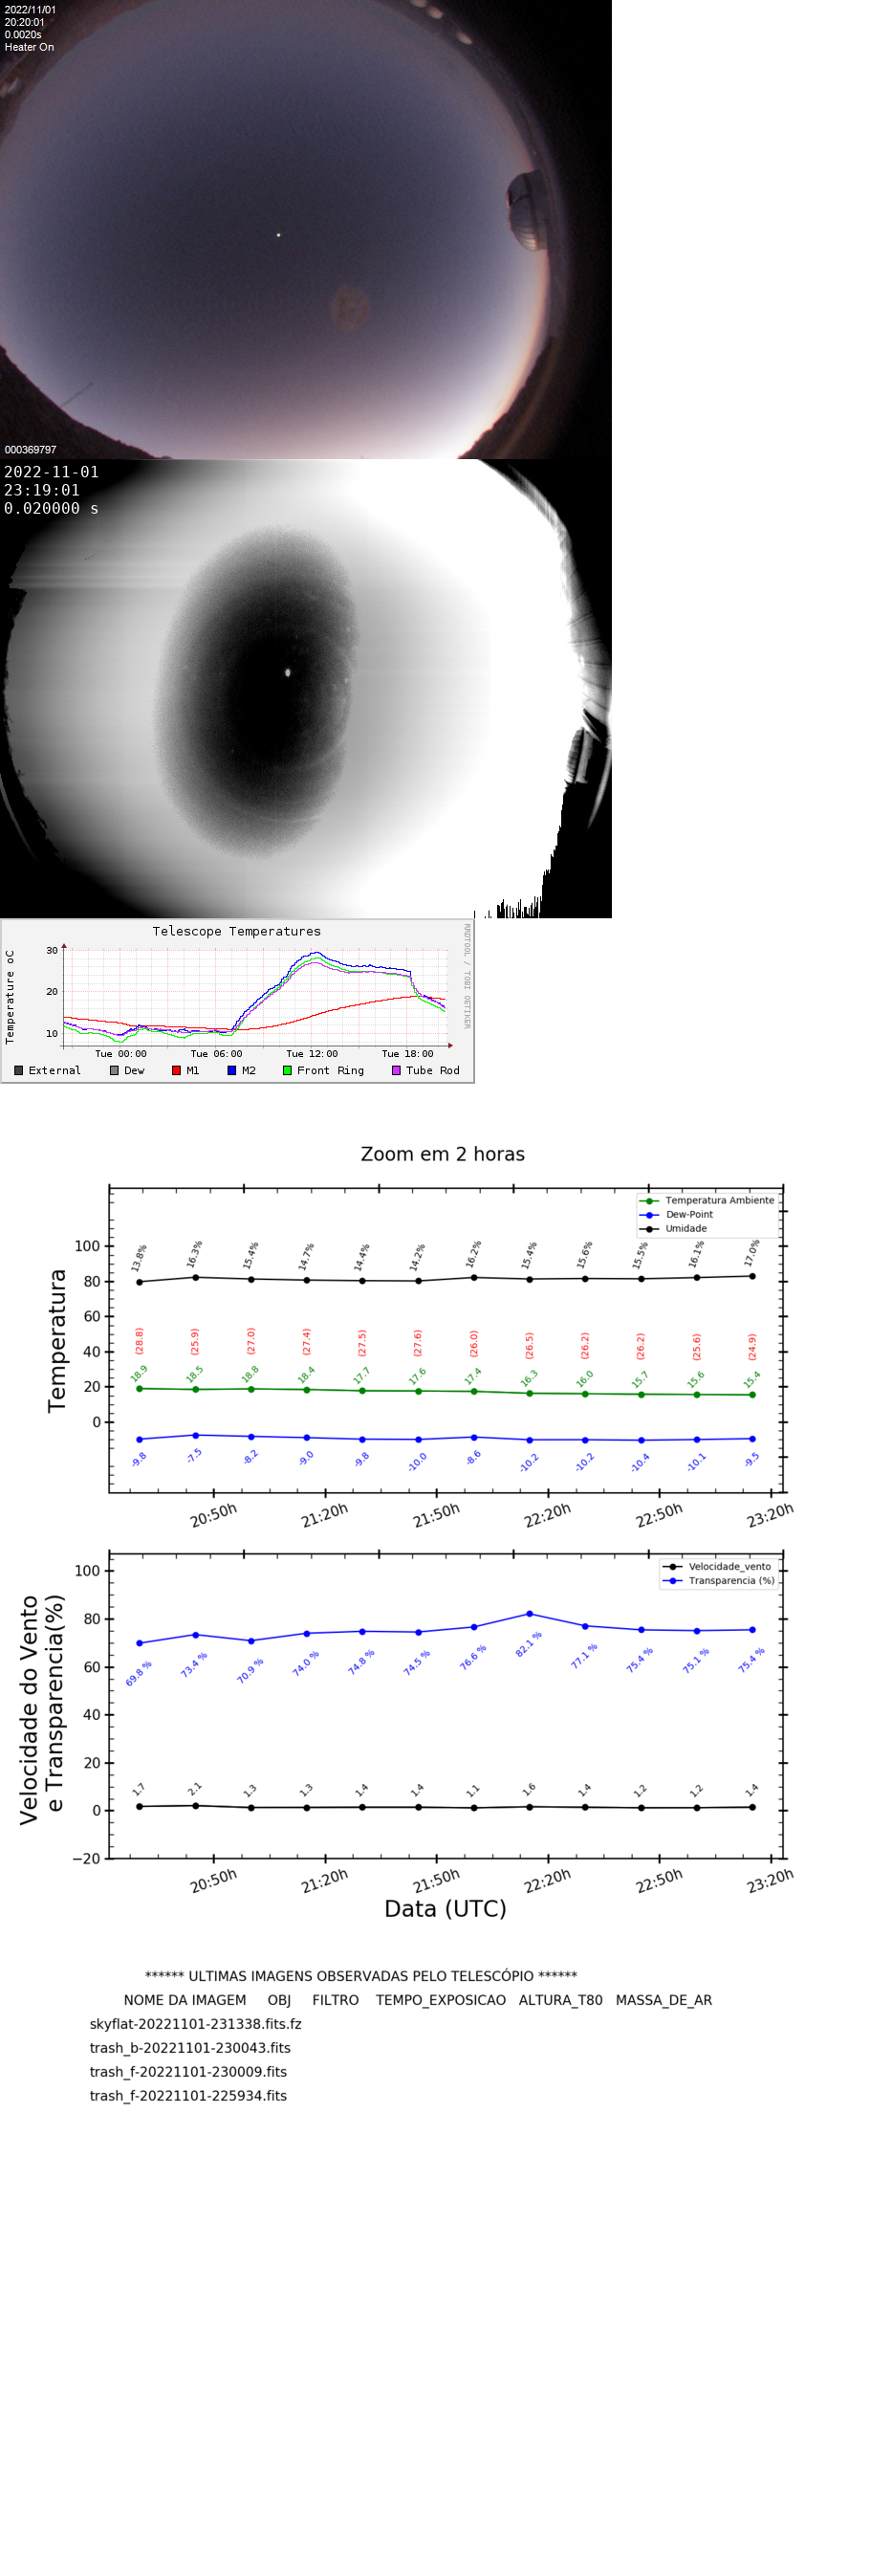 2022/11/01
20:20:01
0.0020s
Heater On
000369797
2022-11-01
23:19:01
0.020000 s
Telescope Temperatures
RRDTOOL / TOBI OETIKER
Temperature oC
30
20
10
Tue 00:00 Tue 06:00 Tue 12:00 Tue 18:00
External Dew M1 M2 Front Ring Tube Rod
Zoom em 2 horas
Temperatura Ambiente
Dew-Point
Umidade
Temperatura
100
80
60
40
20
0
13.8% 16.3% 15.4% 14.7% 14.4% 14.2% 16.2% 15.4% 15.6% 15.5% 16.1% 17.0%
(28.8) (25.9) (27.0) (27.4) (27.5) (27.6) (26.0) (26.5) (26.2) (26.2) (25.6) (24.9)
18.9 18.5 18.8 18.4 17.7 17.6 17.4 16.3 16.0 15.7 15.6 15.4
-9.8 -7.5 -8.2 -9.0 -9.8 -10.0 -8.6 -10.2 -10.2 -10.4 -10.1 -9.5
20:50h 21:20h 21:50h 22:20h 22:50h 23:20h
Velocidade_vento
Transparencia (%)
Velocidade do Vento
e Transparencia(%)
100
80
60
40
20
0
−20
69.8 % 73.4 % 70.9 % 74.0 % 74.8 % 74.5 % 76.6 % 82.1 % 77.1 % 75.4 % 75.1 % 75.4 %
1.7 2.1 1.3 1.3 1.4 1.4 1.1 1.6 1.4 1.2 1.2 1.4
20:50h 21:20h 21:50h 22:20h 22:50h 23:20h
Data (UTC)
****** ULTIMAS IMAGENS OBSERVADAS PELO TELESCÓPIO ******
NOME DA IMAGEM OBJ FILTRO TEMPO_EXPOSICAO ALTURA_T80 MASSA_DE_AR
skyflat-20221101-231338.fits.fz
trash_b-20221101-230043.fits
trash_f-20221101-230009.fits
trash_f-20221101-225934.fits